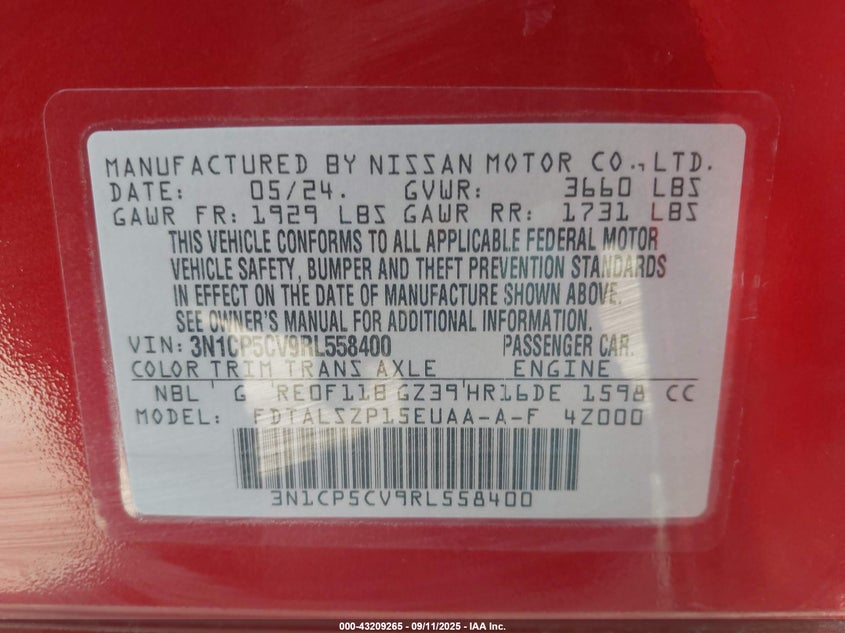 MANUFACTURED BY NISSAN MOTOR CO., LTD.
DATE: 05/24. GVWR: 3660 LBS
GAWR FR: 1929 LBS GAWR RR: 1731 LBS
THIS VEHICLE CONFORMS TO ALL APPLICABLE FEDERAL MOTOR
VEHICLE SAFETY, BUMPER AND THEFT PREVENTION STANDARDS
IN EFFECT ON THE DATE OF MANUFACTURE SHOWN ABOVE.
SEE OWNER'S MANUAL FOR ADDITIONAL INFORMATION.
VIN: 3N1CP5CV9RL558400 PASSENGER CAR.
COLOR TRIM TRANS AXLE ENGINE
NBL G RE0F11B GZ39 HR16DE 1598 CC
MODEL: FDTALSZP15EUAA-A-F 4Z000
3N1CP5CV9RL558400
000-43209265 - 09/11/2025 - IAA Inc.